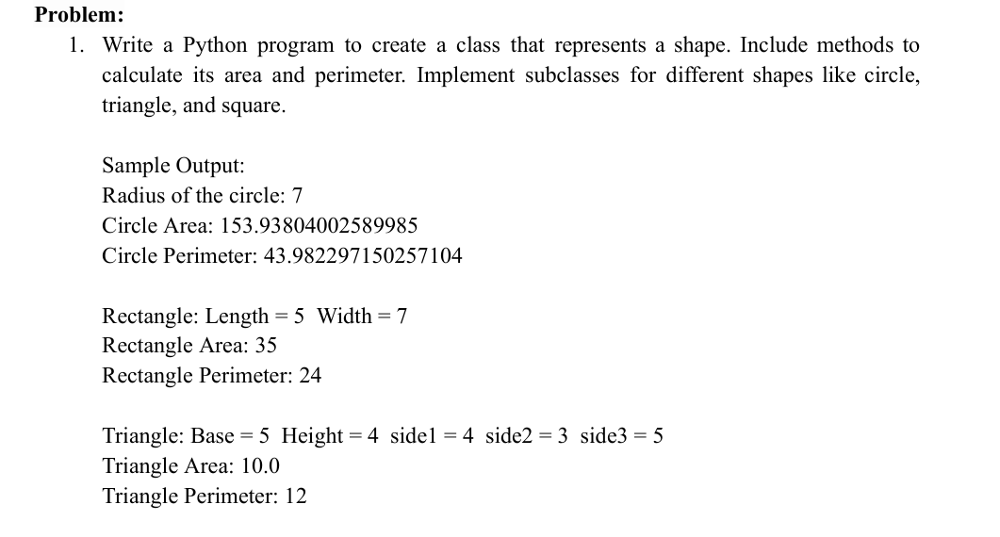 Problem:
1. Write a Python program to create a class that represents a shape. Include methods to
calculate its area and perimeter. Implement subclasses for different shapes like circle,
triangle, and square.
Sample Output:
Radius of the circle: 7
Circle Area: 153.93804002589985
Circle Perimeter: 43.982297150257104
Rectangle: Length = 5  Width = 7
Rectangle Area: 35
Rectangle Perimeter: 24
Triangle: Base = 5  Height = 4  side1 = 4  side2 = 3  side3 = 5
Triangle Area: 10.0
Triangle Perimeter: 12